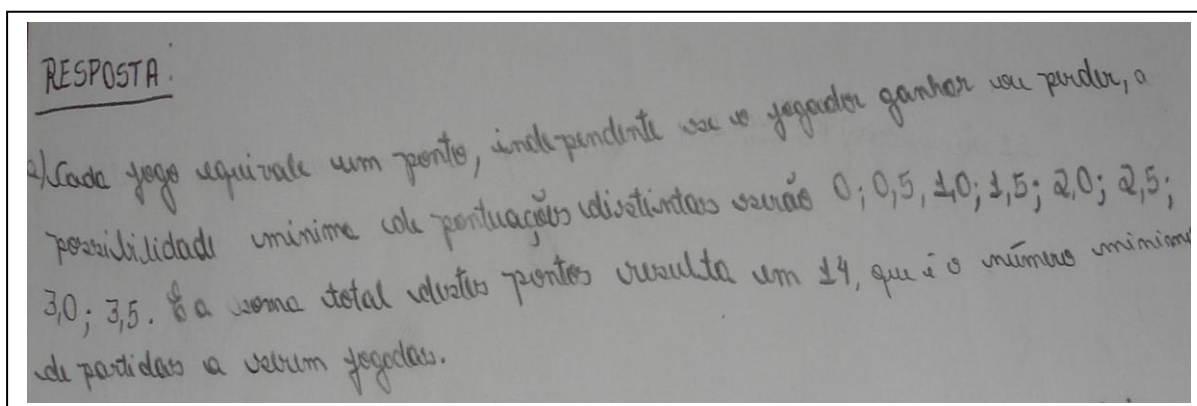 RESPOSTA:
a) Cada jogo equivale um ponto, independente se o jogador ganhar ou perder, a
possibilidade minima de pontuações distintas serão 0; 0,5, 1,0; 1,5; 2,0; 2,5;
3,0; 3,5. E a soma total destes pontos resulta em 14, que é o número minimo
de partidas a serem jogadas.